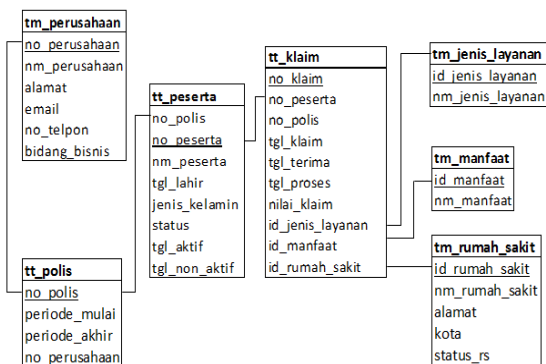 tm_perusahaan
no_perusahaan
nm_perusahaan
alamat
email
no_telpon
bidang_bisnis
tt_polis
no_polis
periode_mulai
periode_akhir
no_perusahaan
tt_peserta
no_polis
no_peserta
nm_peserta
tgl_lahir
jenis_kelamin
status
tgl_aktif
tgl_non_aktif
tt_klaim
no_klaim
no_peserta
no_polis
tgl_klaim
tgl_terima
tgl_proses
nilai_klaim
id_jenis_layanan
id_manfaat
id_rumah_sakit
tm_jenis_layanan
id_jenis_layanan
nm_jenis_layanan
tm_manfaat
id_manfaat
nm_manfaat
tm_rumah_sakit
id_rumah_sakit
nm_rumah_sakit
alamat
kota
status_rs